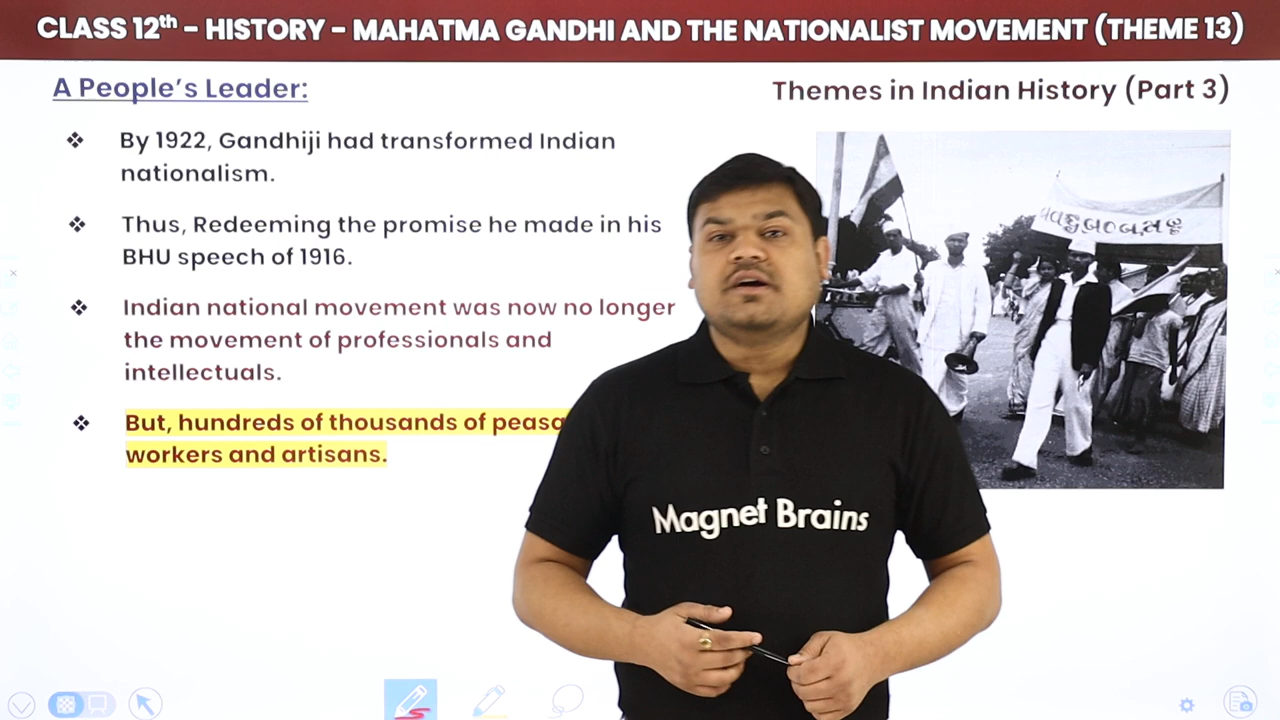 CLASS 12th – HISTORY – MAHATMA GANDHI AND THE NATIONALIST MOVEMENT (THEME 13)
A People's Leader:
Themes in Indian History (Part 3)
By 1922, Gandhiji had transformed Indian
nationalism.
Thus, Redeeming the promise he made in his
BHU speech of 1916.
Indian national movement was now no longer
the movement of professionals and
intellectuals.
But, hundreds of thousands of
workers and artisans.
Magnet Brains